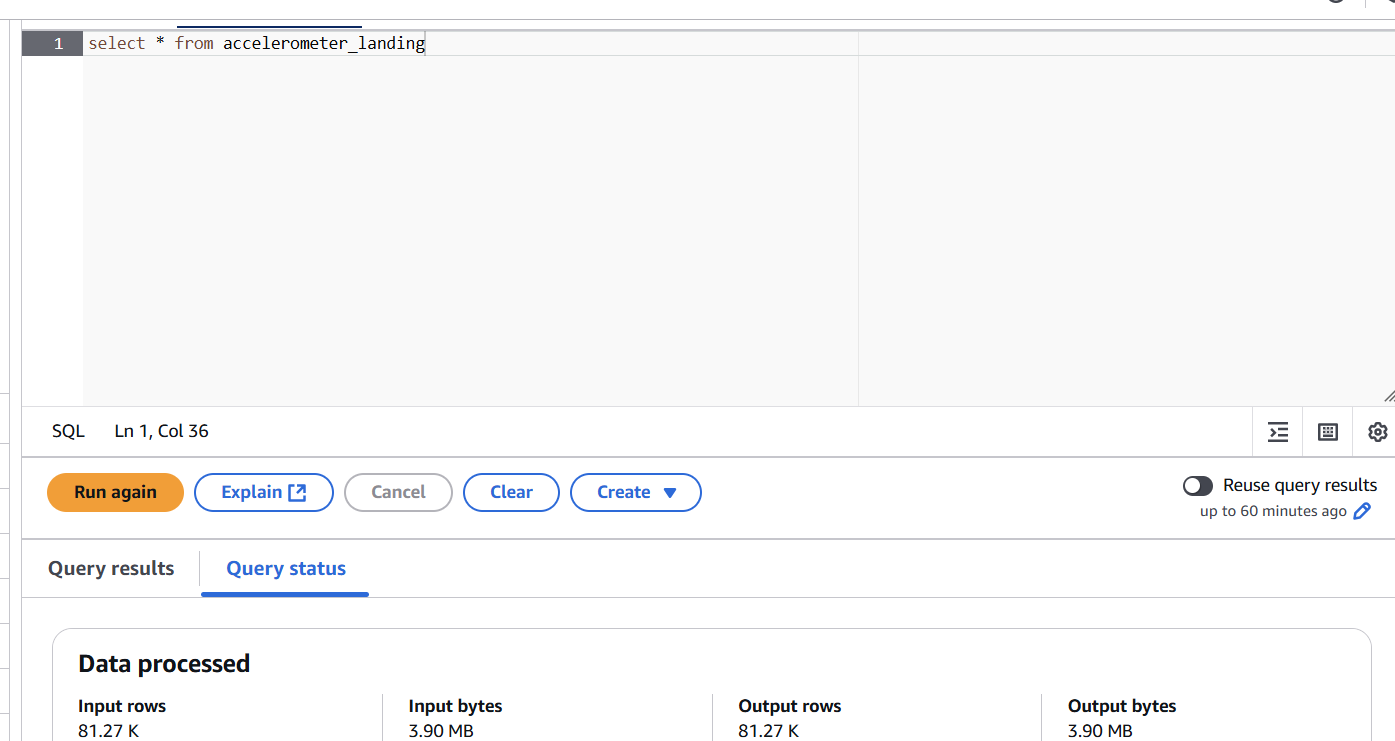 1 select * from accelerometer_landing
SQL Ln 1, Col 36
Run again Explain Cancel Clear Create Reuse query results
up to 60 minutes ago
Query results Query status
Data processed
Input rows Input bytes Output rows Output bytes
81.27 K 3.90 MB 81.27 K 3.90 MB